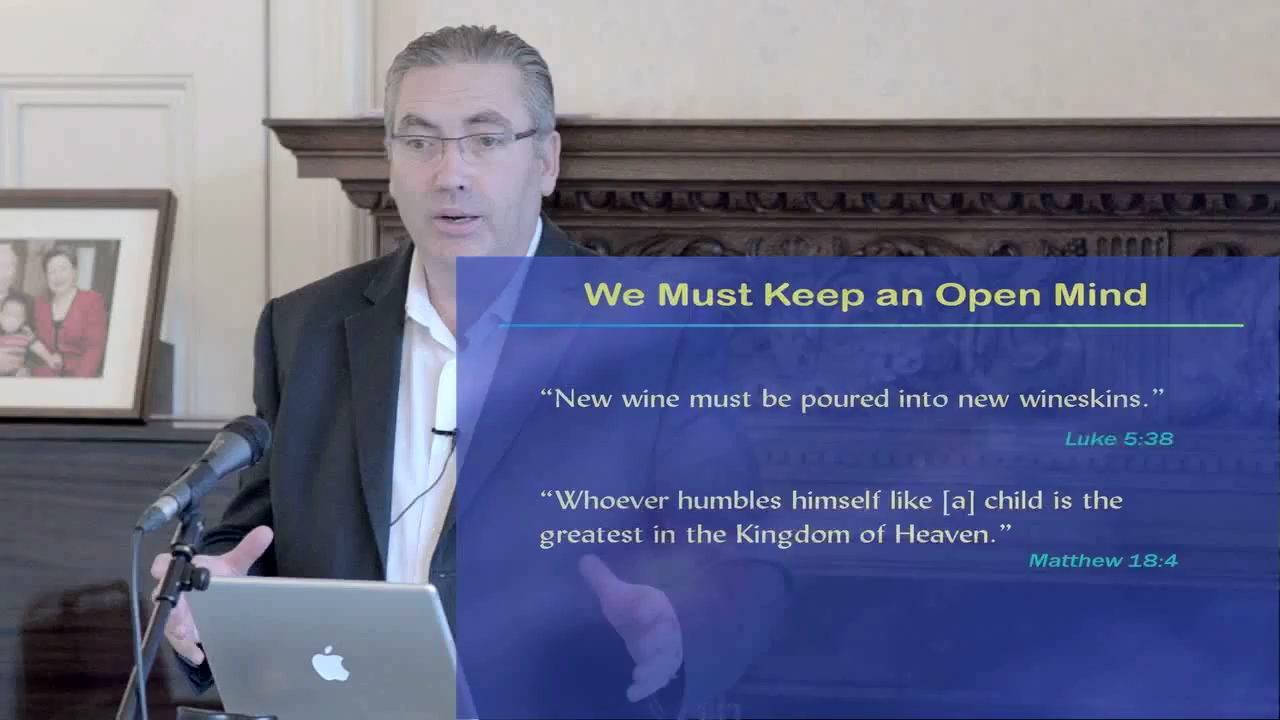 We Must Keep an Open Mind
“New wine must be poured into new wineskins.”
Luke 5:38
“Whoever humbles himself like [a] child is the
greatest in the Kingdom of Heaven.”
Matthew 18:4